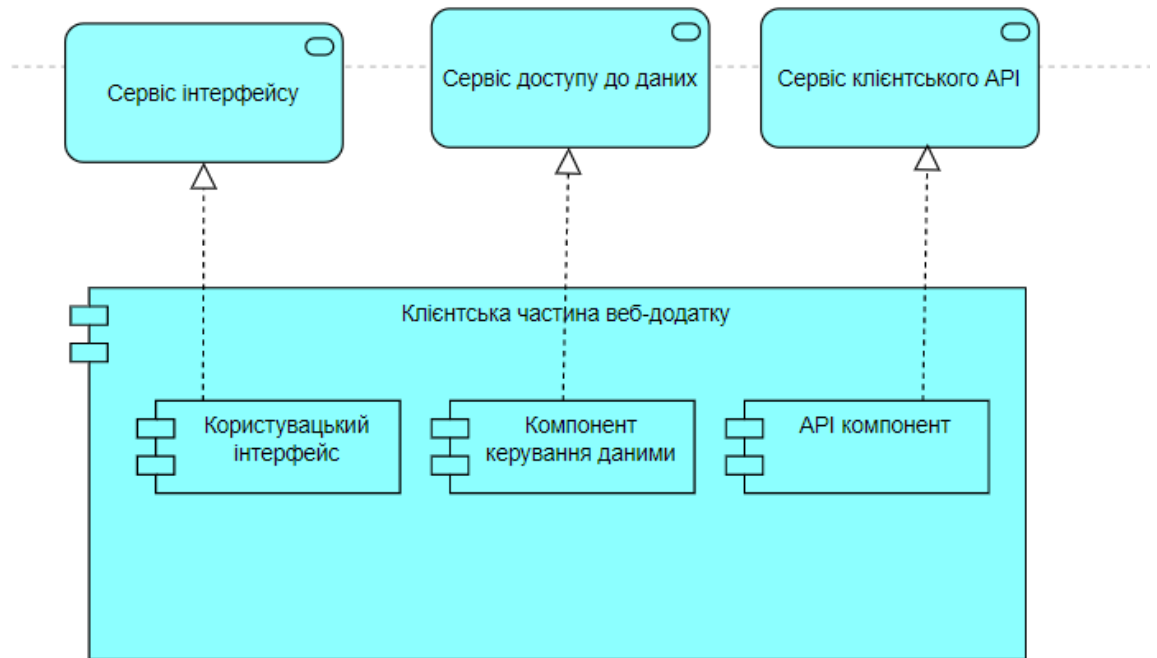 Сервіс інтерфейсу
Сервіс доступу до даних
Сервіс клієнтського API
Клієнтська частина веб-додатку
Користувацький
інтерфейс
Компонент
керування даними
API компонент